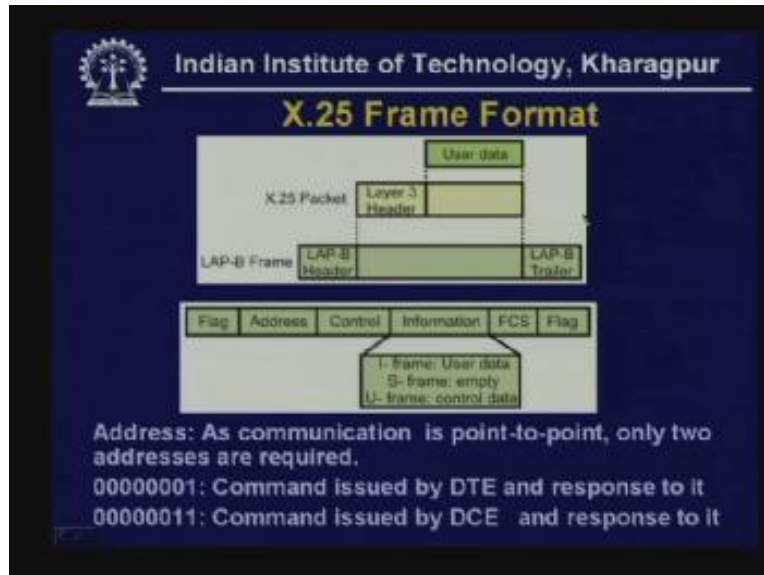 Indian Institute of Technology, Kharagpur
X.25 Frame Format
User data
X.25 Packet
Layer 3
Header
LAP-B Frame
LAP-B
Header
LAP-B
Trailer
Flag Address Control Information FCS Flag
I- frame: User data
S- frame: empty
U- frame: control data
Address: As communication is point-to-point, only two
addresses are required.
00000001: Command issued by DTE and response to it
00000011: Command issued by DCE and response to it